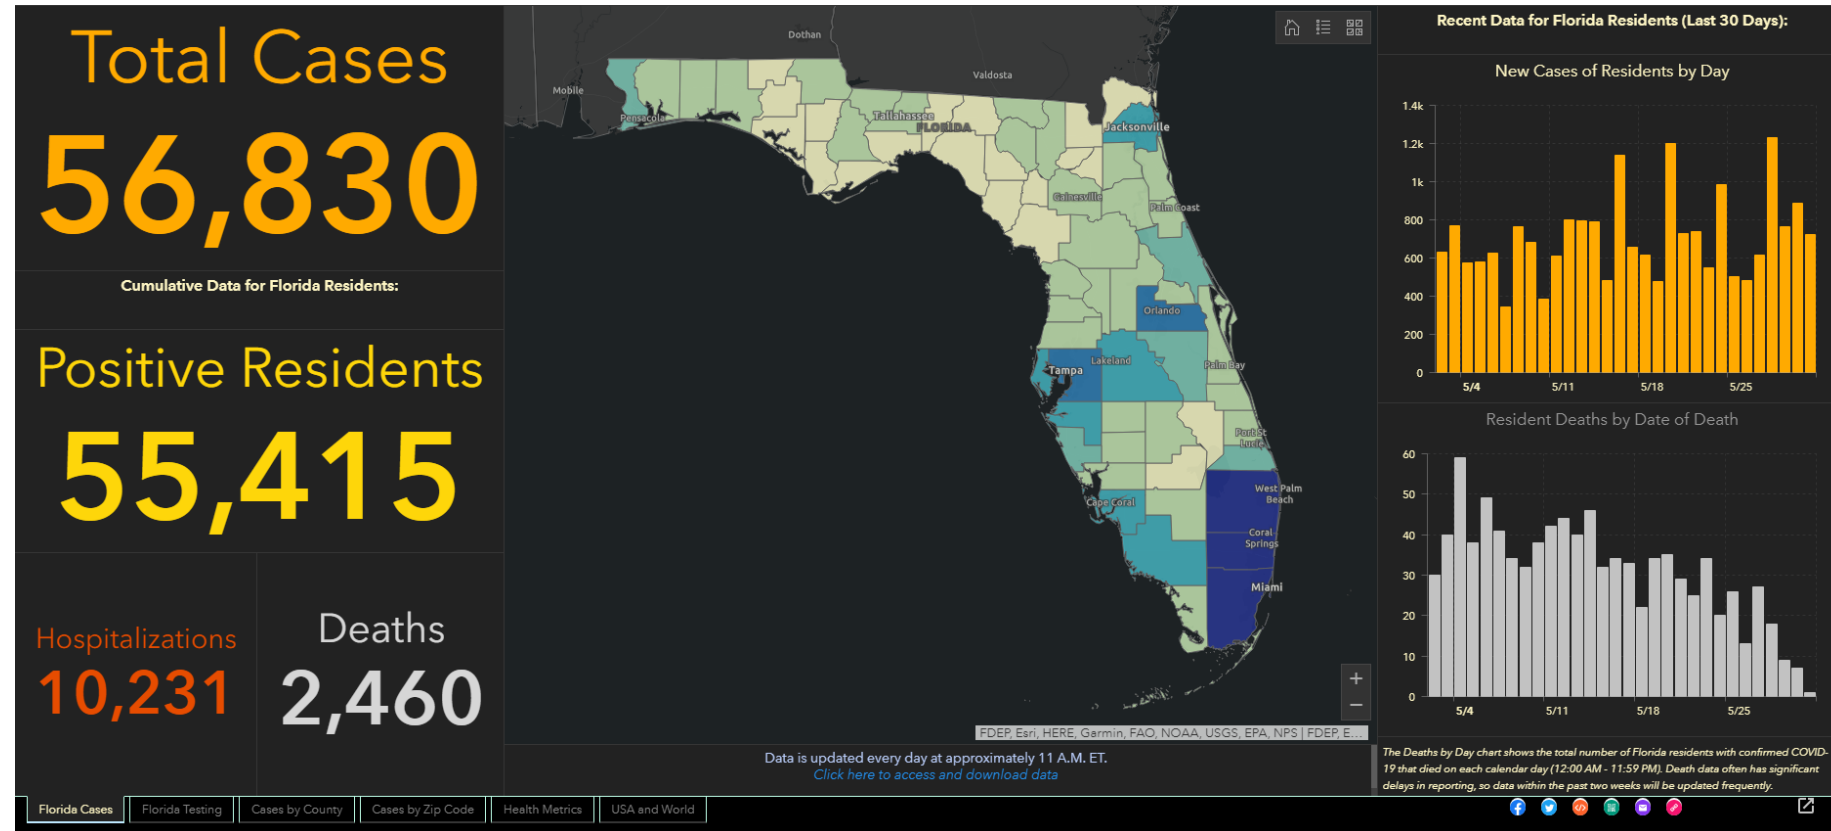 Total Cases
56,830
Cumulative Data for Florida Residents:
Positive Residents
55,415
Hospitalizations
10,231
Deaths
2,460
Dothan
Valdosta
Mobile
Pensacola
Tallahassee
FLORIDA
Jacksonville
Gainesville
Palm Coast
Orlando
Lakeland
Tampa
Palm Bay
Port St
Lucie
West Palm
Beach
Cape Coral
Coral
Springs
Miami
+
−
FDEP, Esri, HERE, Garmin, FAO, NOAA, USGS, EPA, NPS | FDEP, E...
Data is updated every day at approximately 11 A.M. ET.
Click here to access and download data
Recent Data for Florida Residents (Last 30 Days):
New Cases of Residents by Day
1.4k
1.2k
1k
800
600
400
200
0
5/4 5/11 5/18 5/25
Resident Deaths by Date of Death
60
50
40
30
20
10
0
5/4 5/11 5/18 5/25
The Deaths by Day chart shows the total number of Florida residents with confirmed COVID-
19 that died on each calendar day (12:00 AM - 11:59 PM). Death data often has significant
delays in reporting, so data within the past two weeks will be updated frequently.
Florida Cases Florida Testing Cases by County Cases by Zip Code Health Metrics USA and World